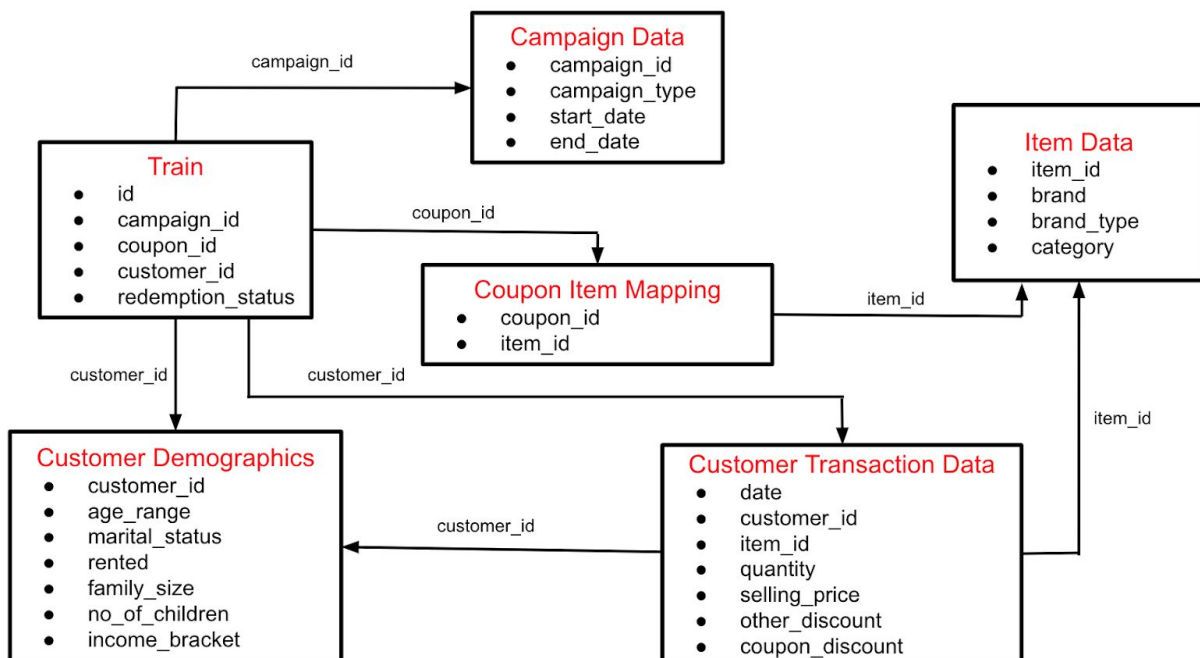 Campaign Data
● campaign_id
● campaign_type
● start_date
● end_date
campaign_id
Train
● id
● campaign_id
● coupon_id
● customer_id
● redemption_status
coupon_id
Coupon Item Mapping
● coupon_id
● item_id
item_id
Item Data
● item_id
● brand
● brand_type
● category
customer_id
customer_id
item_id
Customer Demographics
● customer_id
● age_range
● marital_status
● rented
● family_size
● no_of_children
● income_bracket
customer_id
Customer Transaction Data
● date
● customer_id
● item_id
● quantity
● selling_price
● other_discount
● coupon_discount